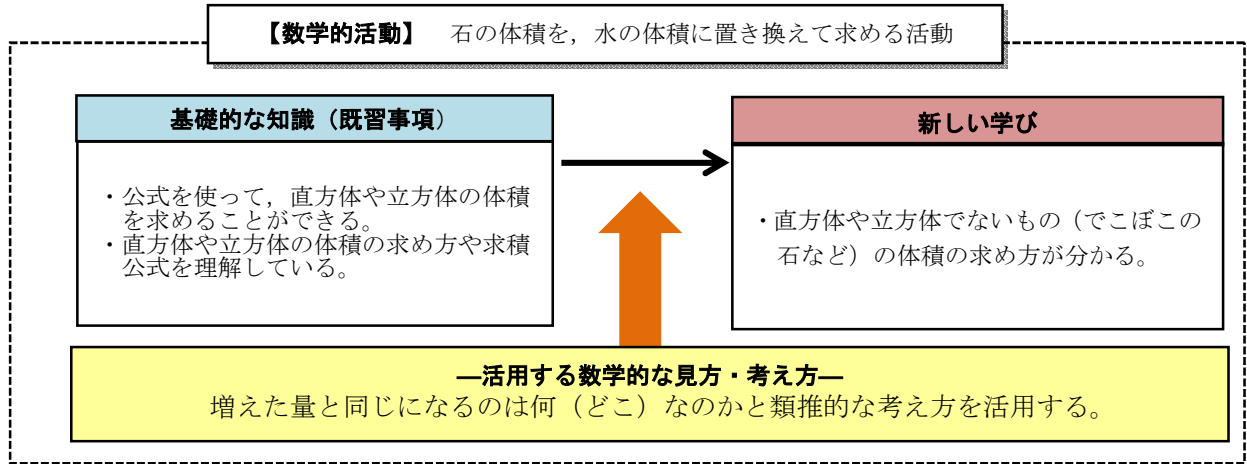 【数学的活動】　石の体積を，水の体積に置き換えて求める活動
基礎的な知識（既習事項）
・公式を使って，直方体や立方体の体積
を求めることができる。
・直方体や立方体の体積の求め方や求積
公式を理解している。
新しい学び
・直方体や立方体でないもの（でこぼこの
石など）の体積の求め方が分かる。
―活用する数学的な見方・考え方―
増えた量と同じになるのは何（どこ）なのかと類推的な考え方を活用する。